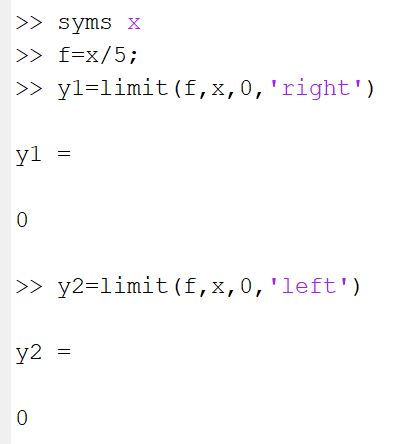 >> syms x
>> f=x/5;
>> y1=limit(f,x,0,'right')
y1 =
0
>> y2=limit(f,x,0,'left')
y2 =
0